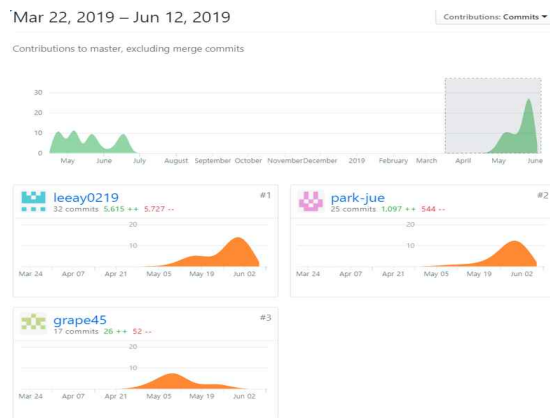 Mar 22, 2019 – Jun 12, 2019
Contributions: Commits
Contributions to master, excluding merge commits
30
20
10
0
May June July August September October November December 2019 February March April May June
leeay0219 #1
32 commits 5,615 ++ 5,727 --
20
10
Mar 24 Apr 07 Apr 21 May 05 May 19 Jun 02
park-jue #2
25 commits 1,097 ++ 544 --
20
10
Mar 24 Apr 07 Apr 21 May 05 May 19 Jun 02
grape45 #3
17 commits 26 ++ 52 --
20
10
Mar 24 Apr 07 Apr 21 May 05 May 19 Jun 02